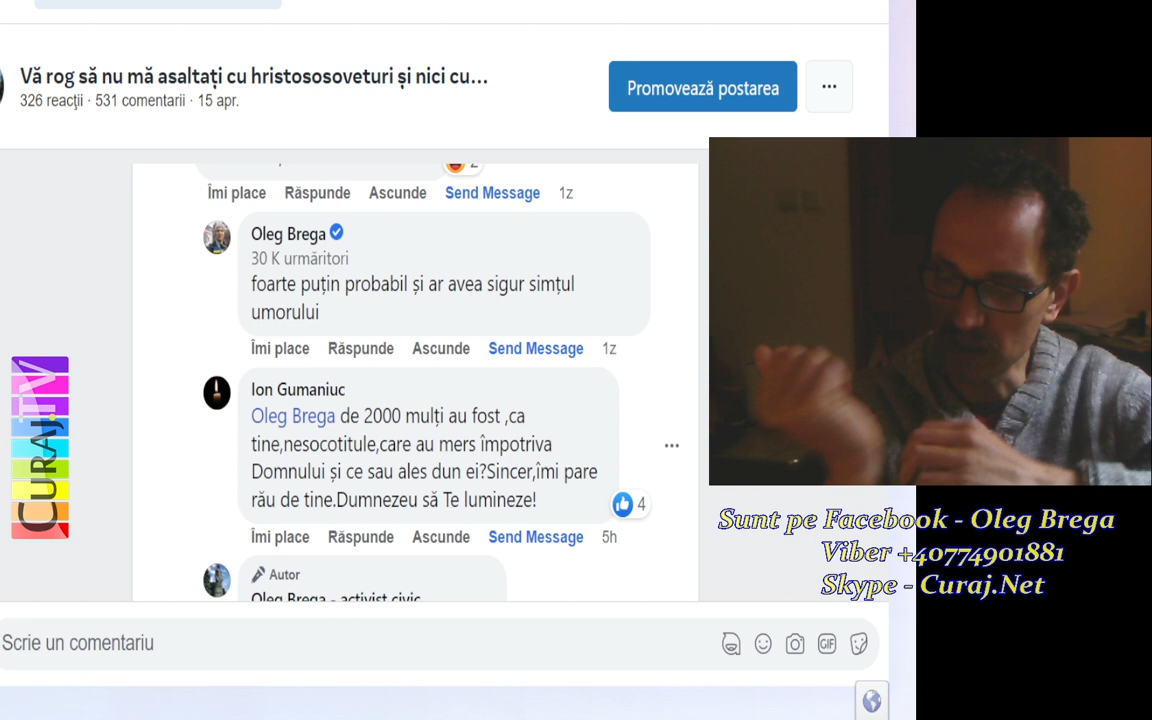 Vă rog să nu mă asaltați cu hristososoveturi și nici cu...
326 reacţii · 531 comentarii · 15 apr.
Promovează postarea
2
Îmi place Răspunde Ascunde Send Message 1z
Oleg Brega
30 K urmăritori
foarte puțin probabil și ar avea sigur simțul
umorului
Îmi place Răspunde Ascunde Send Message 1z
Ion Gumaniuc
Oleg Brega de 2000 mulți au fost ,ca
tine,nesocotitule,care au mers împotriva
Domnului și ce sau ales dun ei?Sincer,îmi pare
rău de tine.Dumnezeu să Te lumineze!
4
Îmi place Răspunde Ascunde Send Message 5h
Autor
Oleg Brega - activist civic
Scrie un comentariu
GIF
CURAJ.TV
Sunt pe Facebook - Oleg Brega
Viber +40774901881
Skype - Curaj.Net